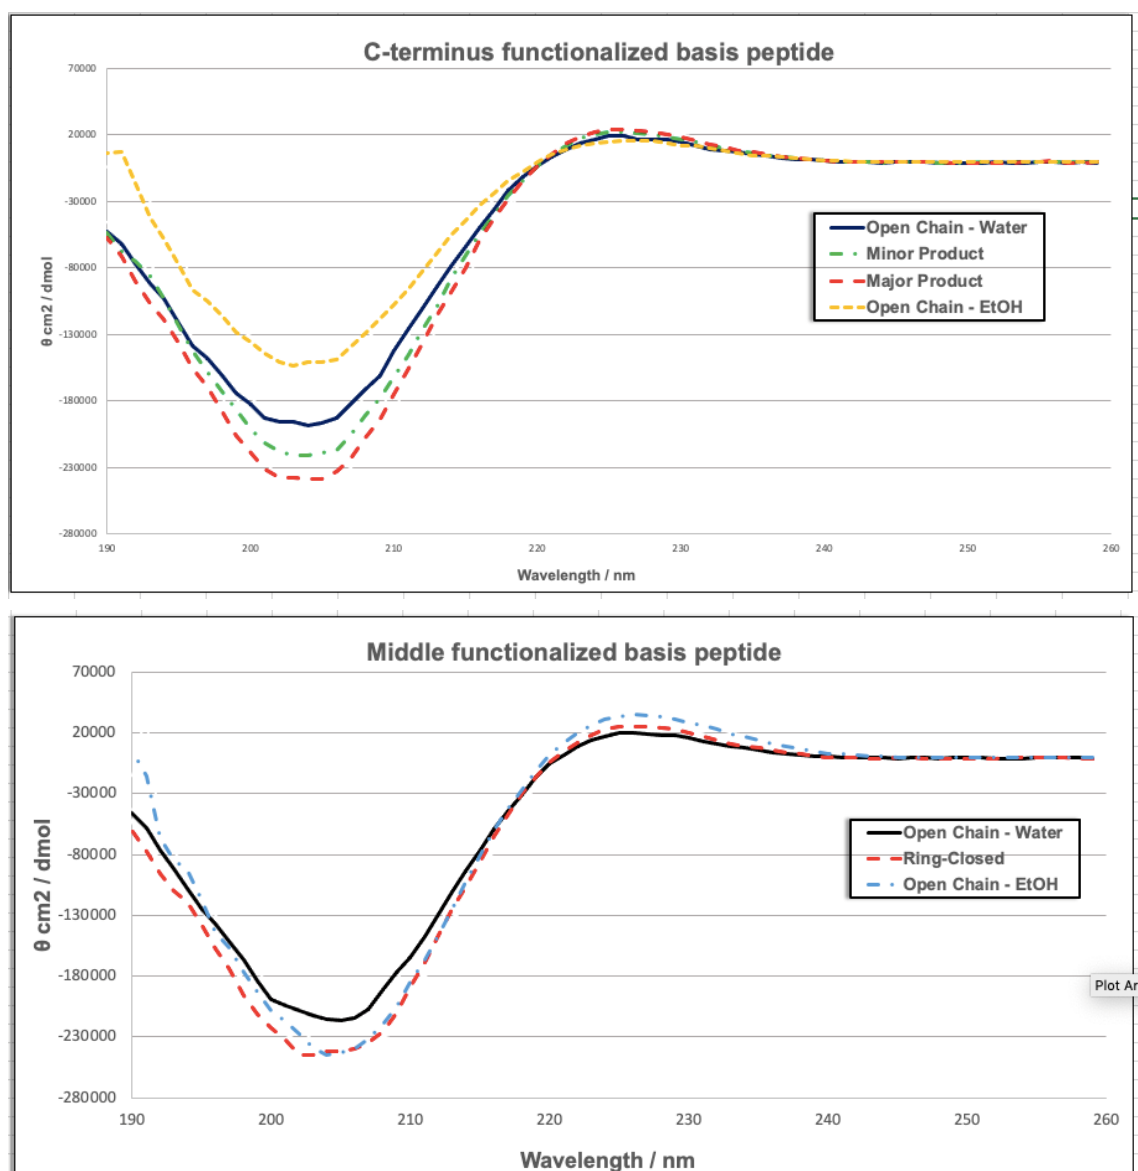 C-terminus functionalized basis peptide
70000
20000
-30000
-80000
-130000
-180000
-230000
-280000
θ cm2 / dmol
Open Chain - Water
Minor Product
Major Product
Open Chain - EtOH
190 200 210 220 230 240 250 260
Wavelength / nm
Middle functionalized basis peptide
70000
20000
-30000
-80000
-130000
-180000
-230000
-280000
θ cm2 / dmol
Open Chain - Water
Ring-Closed
Open Chain - EtOH
Plot Ar
190 200 210 220 230 240 250 260
Wavelength / nm